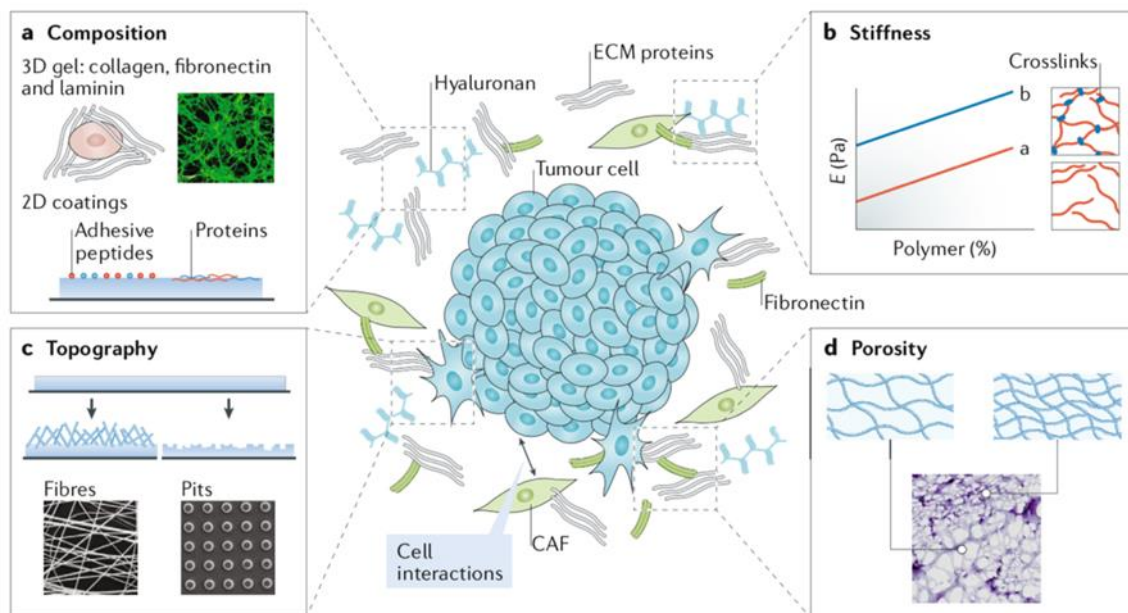 a Composition
3D gel: collagen, fibronectin
and laminin
2D coatings
Adhesive
peptides
Proteins
Hyaluronan
ECM proteins
Tumour cell
Fibronectin
CAF
Cell
interactions
b Stiffness
Crosslinks
b
a
E (Pa)
Polymer (%)
c Topography
Fibres
Pits
d Porosity